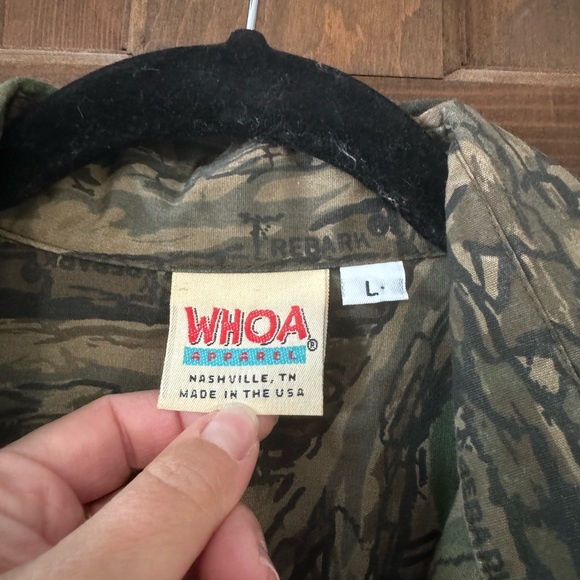 TREBARK®
L.
WHOA
APPAREL®
NASHVILLE, TN
MADE IN THE USA